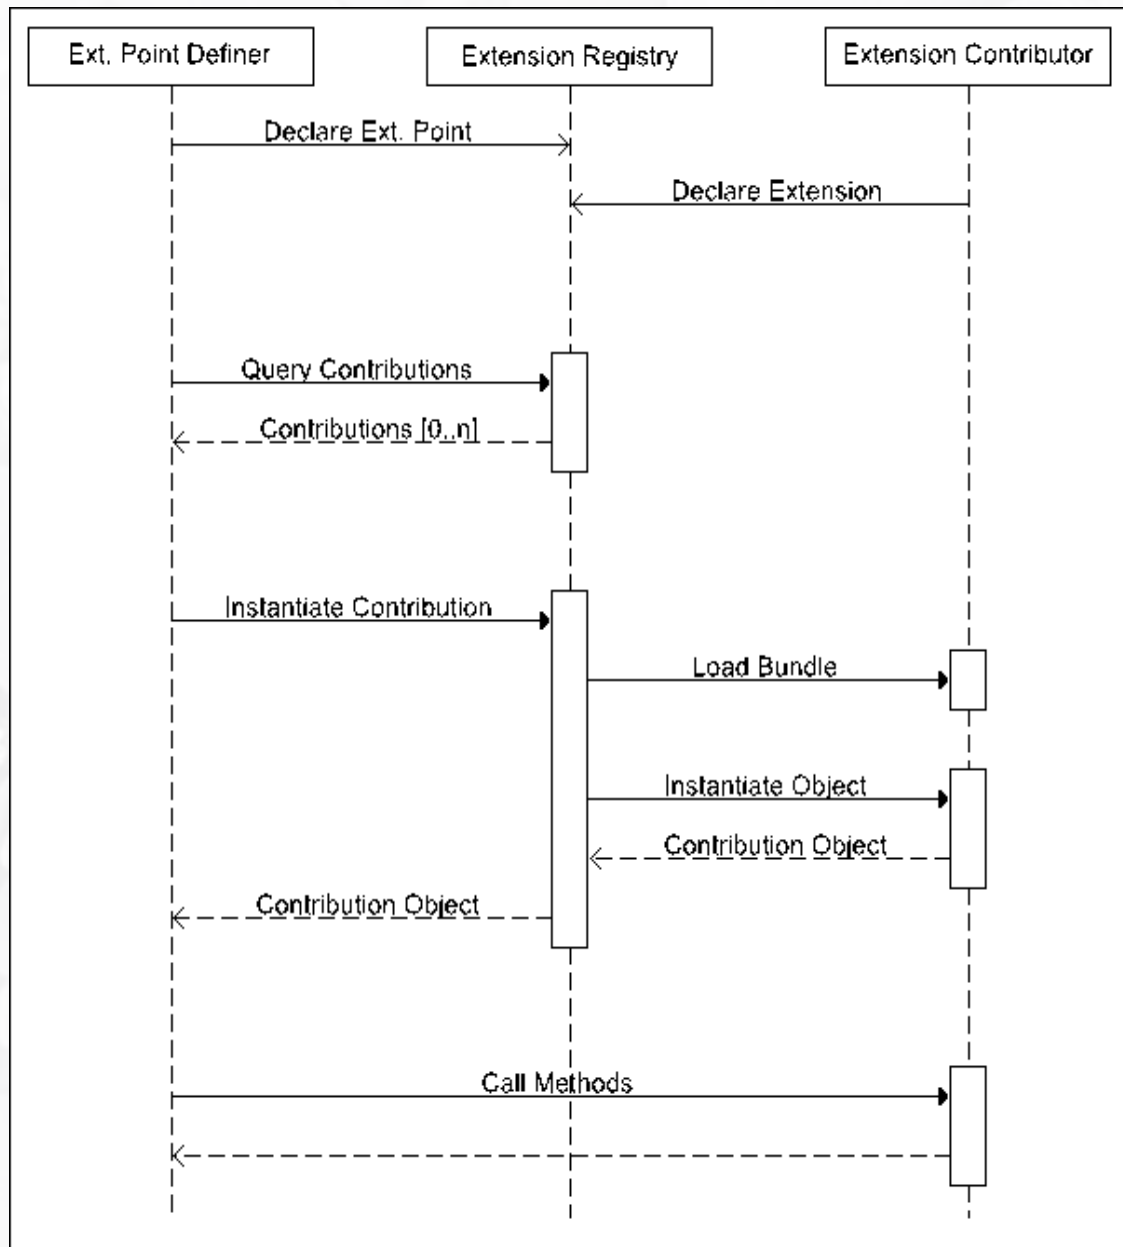 Ext. Point Definer
Extension Registry
Extension Contributor
Declare Ext. Point
Declare Extension
Query Contributions
Contributions [0..n]
Instantiate Contribution
Load Bundle
Instantiate Object
Contribution Object
Contribution Object
Call Methods